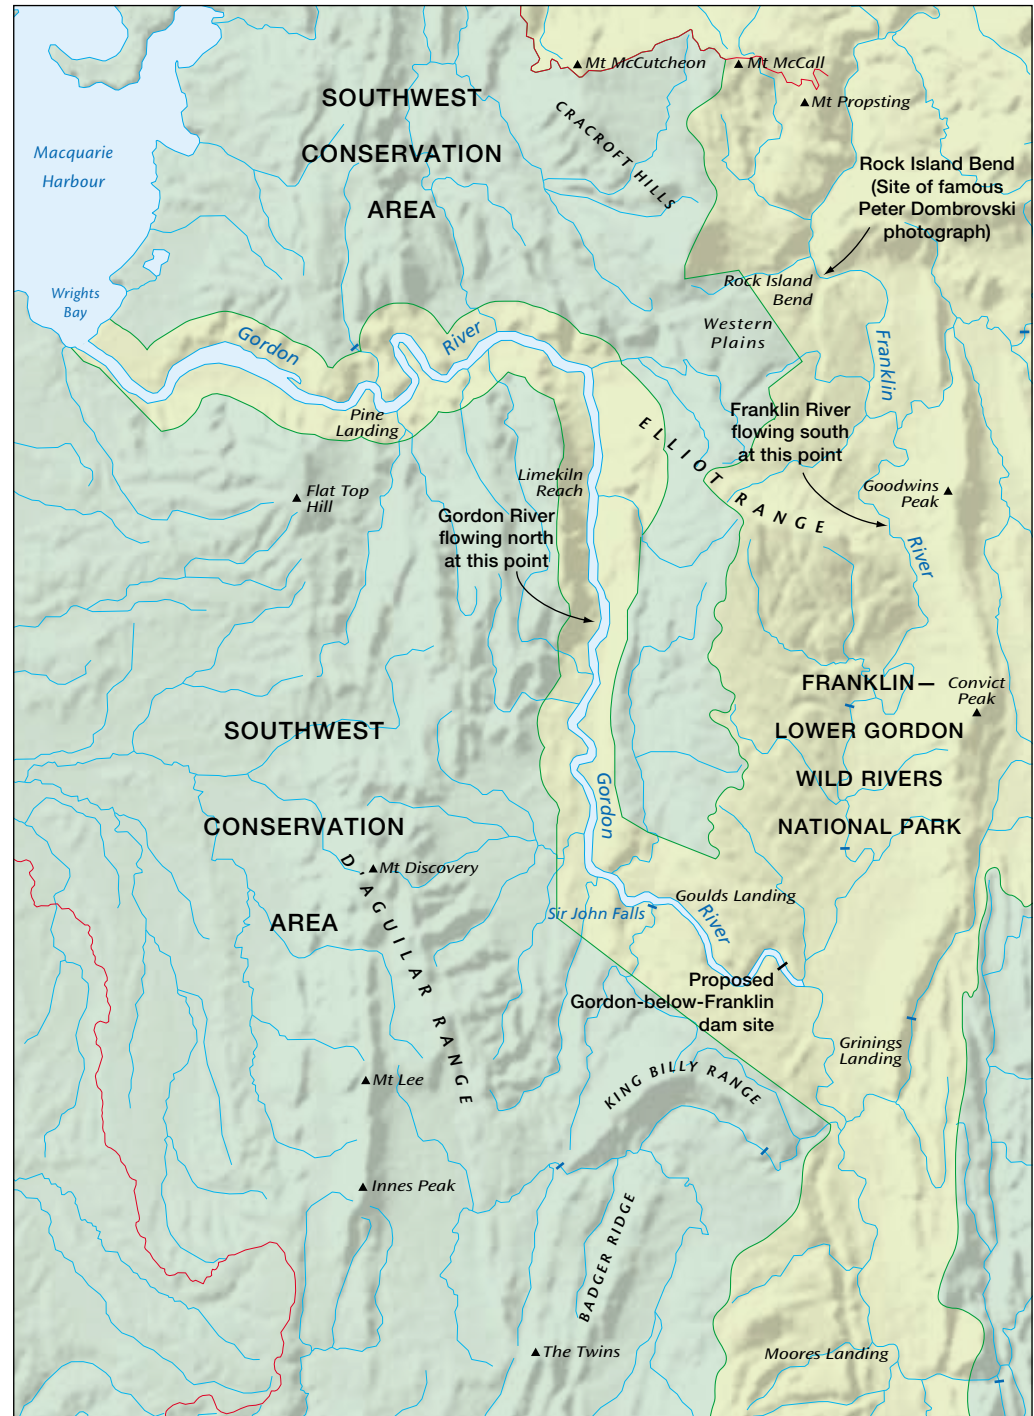 Mt McCutcheon
Mt McCall
Mt Propsting
SOUTHWEST
CONSERVATION
AREA
CRACROFT HILLS
Macquarie
Harbour
Rock Island Bend
(Site of famous
Peter Dombrovski
photograph)
Wrights
Bay
Rock Island
Bend
Western
Plains
Gordon
River
Franklin
Pine
Landing
Franklin River
flowing south
at this point
ELLIOT RANGE
Limekiln
Reach
Flat Top
Hill
Goodwins
Peak
Gordon River
flowing north
at this point
River
FRANKLIN—
LOWER GORDON
WILD RIVERS
NATIONAL PARK
Convict
Peak
SOUTHWEST
CONSERVATION
AREA
Gordon
D'AGUILAR RANGE
Mt Discovery
Goulds Landing
Sir John Falls
River
Proposed
Gordon-below-Franklin
dam site
Grinings
Landing
Mt Lee
KING BILLY RANGE
Innes Peak
BADGER RIDGE
The Twins
Moores Landing